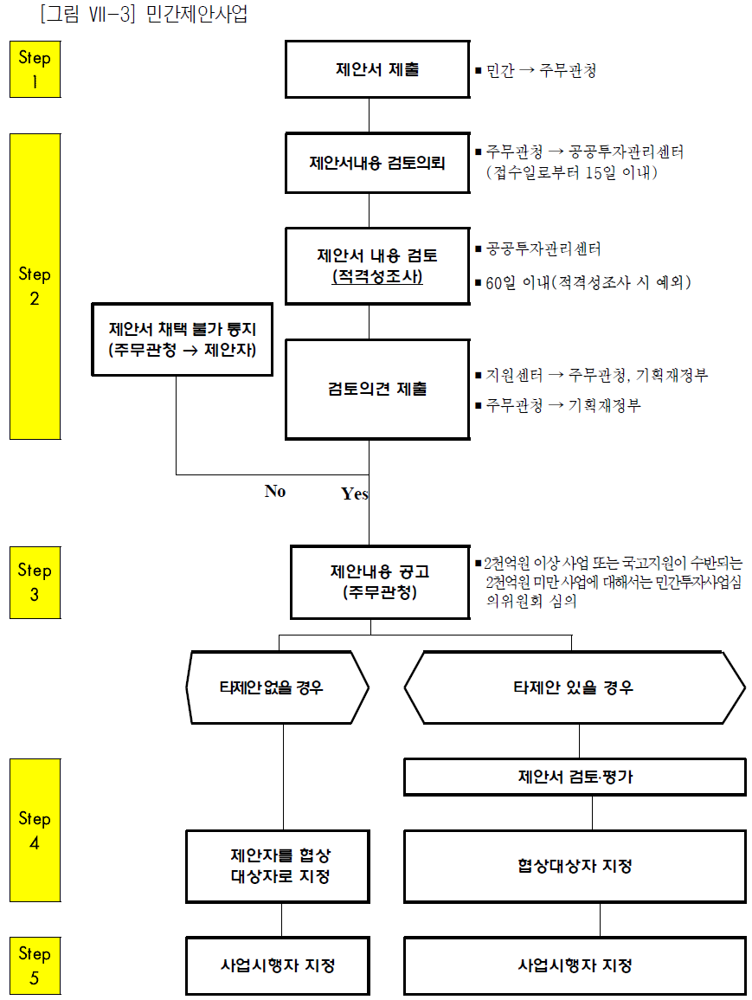 [그림 Ⅶ-3] 민간제안사업
Step
1
제안서 제출
■ 민간 → 주무관청
Step
2
제안서내용 검토의뢰
■ 주무관청 → 공공투자관리센터
(접수일로부터 15일 이내)
제안서 내용 검토
(적격성조사)
■ 공공투자관리센터
■ 60일 이내(적격성조사 시 예외)
제안서 채택 불가 통지
(주무관청 → 제안자)
검토의견 제출
■ 지원센터 → 주무관청, 기획재정부
■ 주무관청 → 기획재정부
No
Yes
Step
3
제안내용 공고
(주무관청)
■ 2천억원 이상 사업 또는 국고지원이 수반되는
2천억원 미만 사업에 대해서는 민간투자사업심
의위원회 심의
타제안 없을 경우
타제안 있을 경우
Step
4
제안서 검토·평가
제안자를 협상
대상자로 지정
협상대상자 지정
Step
5
사업시행자 지정
사업시행자 지정